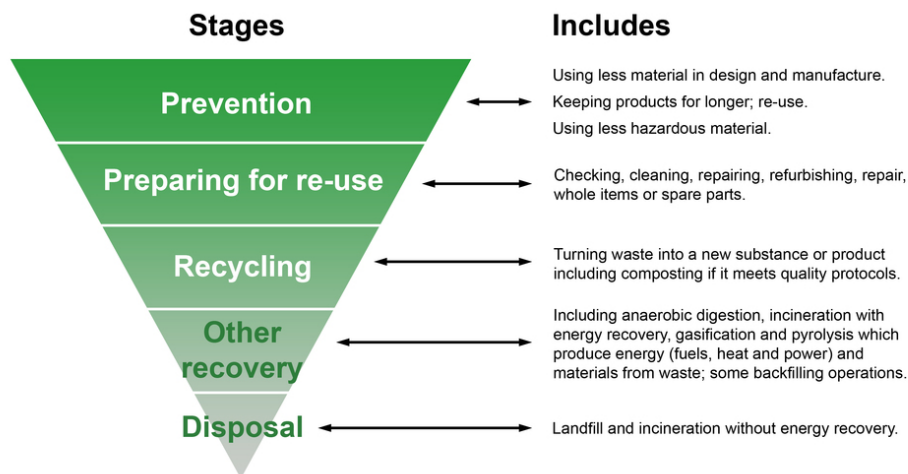 Stages
Includes
Prevention
Using less material in design and manufacture.
Keeping products for longer; re-use.
Using less hazardous material.
Preparing for re-use
Checking, cleaning, repairing, refurbishing, repair,
whole items or spare parts.
Recycling
Turning waste into a new substance or product
including composting if it meets quality protocols.
Other
recovery
Including anaerobic digestion, incineration with
energy recovery, gasification and pyrolysis which
produce energy (fuels, heat and power) and
materials from waste; some backfilling operations.
Disposal
Landfill and incineration without energy recovery.